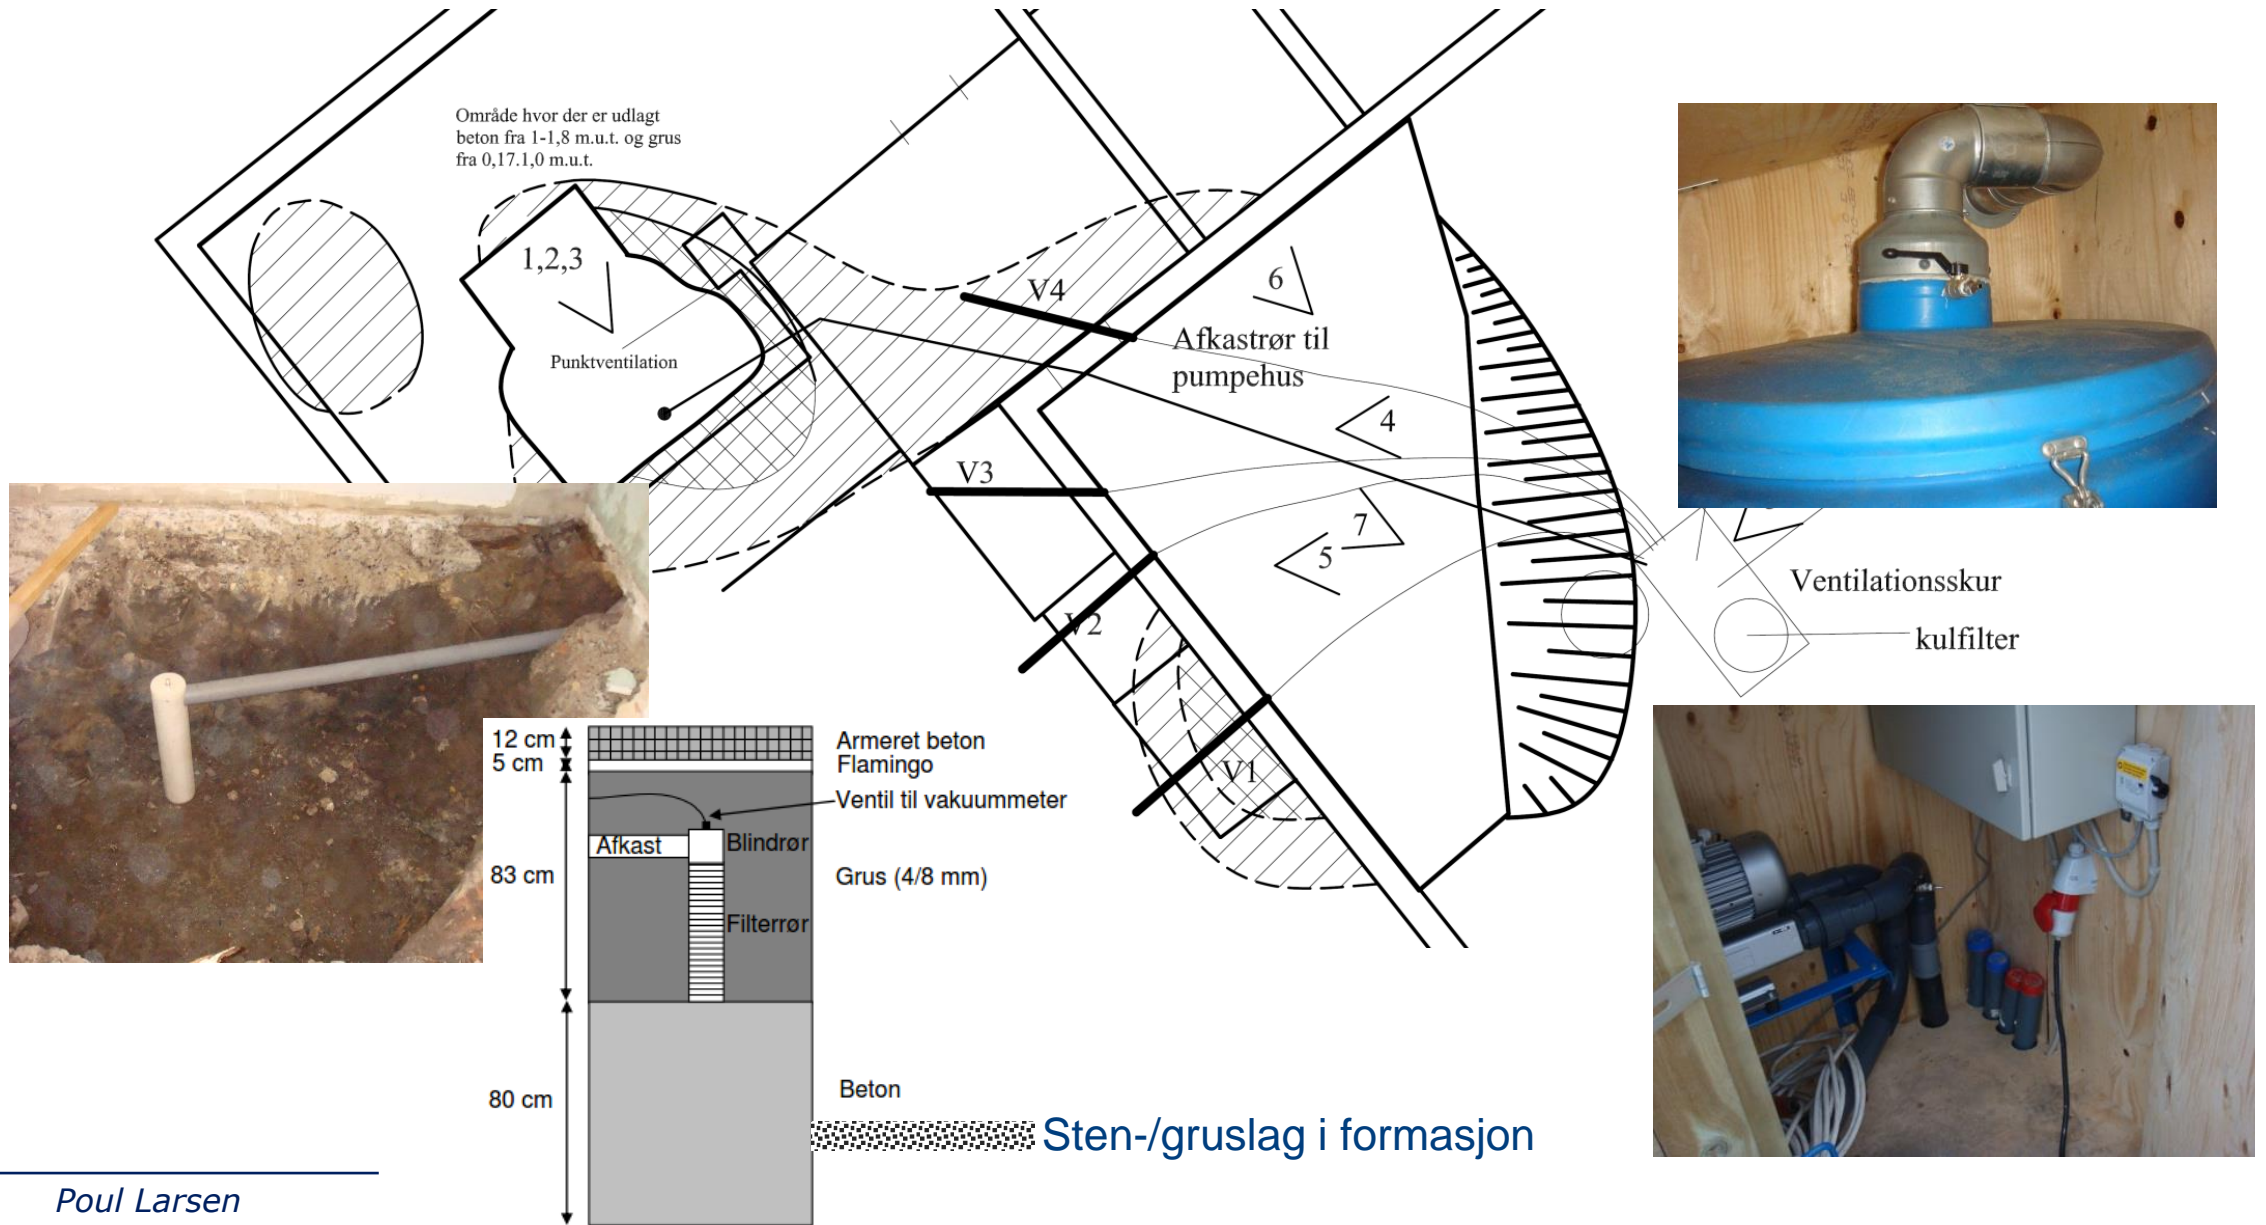 Område hvor der er udlagt
beton fra 1-1,8 m.u.t. og grus
fra 0,17.1,0 m.u.t.
1,2,3
Punktventilation
V4
6
Afkastrør til
pumpehus
4
V3
7
5
V2
V1
Ventilationsskur
kulfilter
12 cm
Armeret beton
5 cm
Flamingo
Ventil til vakuummeter
Afkast
Blindrør
83 cm
Grus (4/8 mm)
Filterrør
80 cm
Beton
Sten-/gruslag i formasjon
Poul Larsen